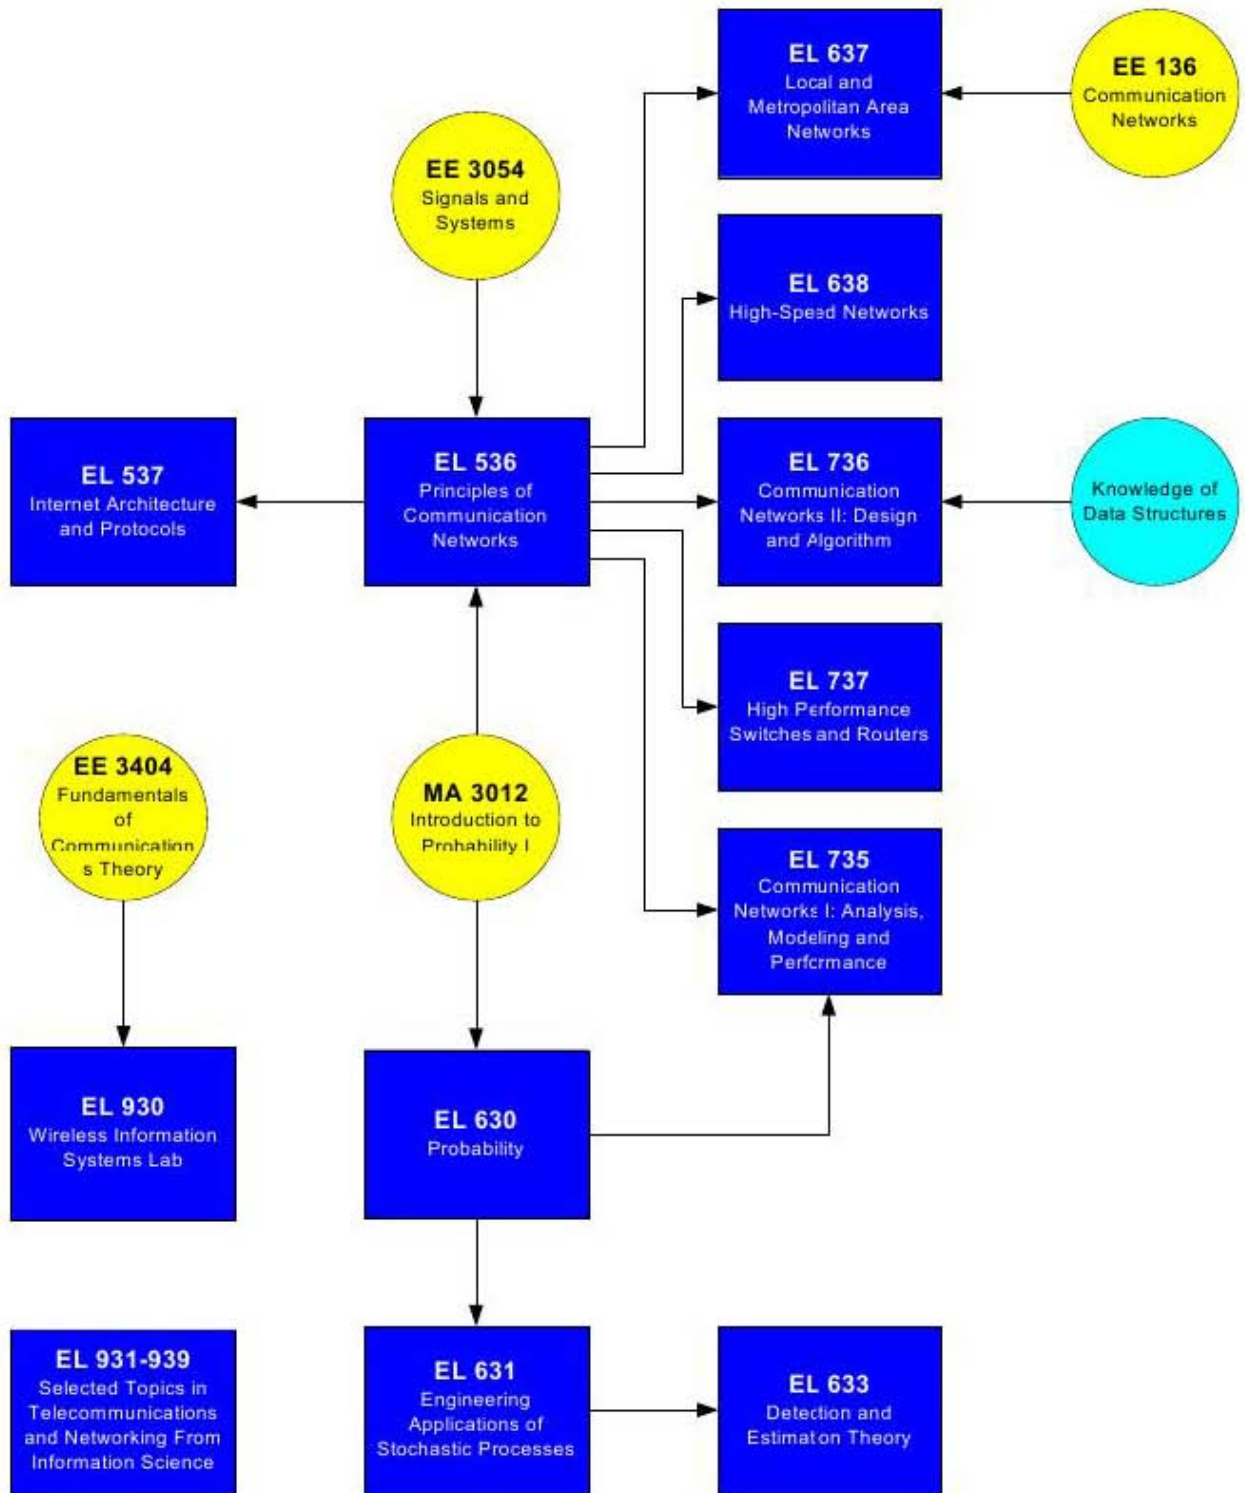 EL 637
Local and
Metropolitan Area
Networks
EE 136
Communication
Networks
EE 3054
Signals and
Systems
EL 638
High-Speed Networks
EL 537
Internet Architecture
and Protocols
EL 536
Principles of
Communication
Networks
EL 736
Communication
Networks II: Design
and Algorithm
Knowledge of
Data Structures
EL 737
High Performance
Switches and Routers
EE 3404
Fundamentals
of
Communication
s Theory
MA 3012
Introduction to
Probability I
EL 735
Communication
Networks I: Analysis,
Modeling and
Performance
EL 930
Wireless Information
Systems Lab
EL 630
Probability
EL 931-939
Selected Topics in
Telecommunications
and Networking From
Information Science
EL 631
Engineering
Applications of
Stochastic Processes
EL 633
Detection and
Estimation Theory